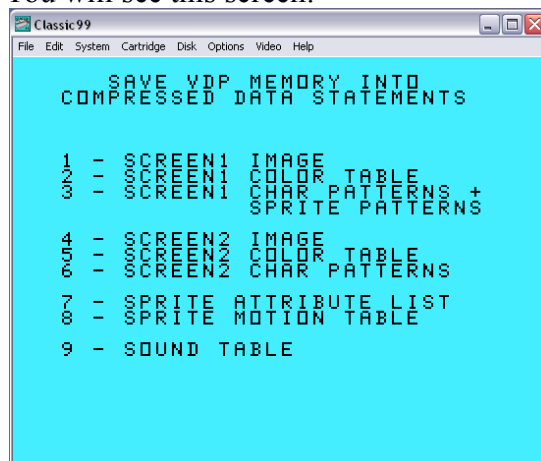 You will see this screen:
Classic99
File Edit System Cartridge Disk Options Video Help
SAVE VDP MEMORY INTO
COMPRESSED DATA STATEMENTS
1 - SCREEN1 IMAGE
2 - SCREEN1 COLOR TABLE
3 - SCREEN1 CHAR PATTERNS +
SPRITE PATTERNS
4 - SCREEN2 IMAGE
5 - SCREEN2 COLOR TABLE
6 - SCREEN2 CHAR PATTERNS
7 - SPRITE ATTRIBUTE LIST
8 - SPRITE MOTION TABLE
9 - SOUND TABLE